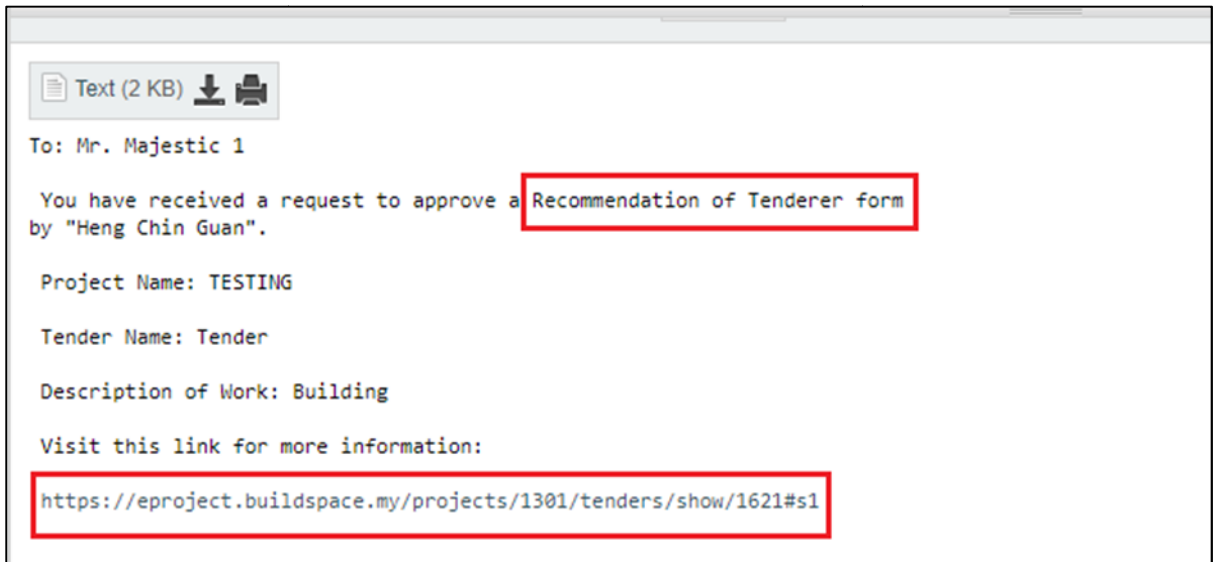 Text (2 KB)
To: Mr. Majestic 1
You have received a request to approve a Recommendation of Tenderer form
by "Heng Chin Guan".
Project Name: TESTING
Tender Name: Tender
Description of Work: Building
Visit this link for more information:
https://eproject.buildspace.my/projects/1301/tenders/show/1621#s1